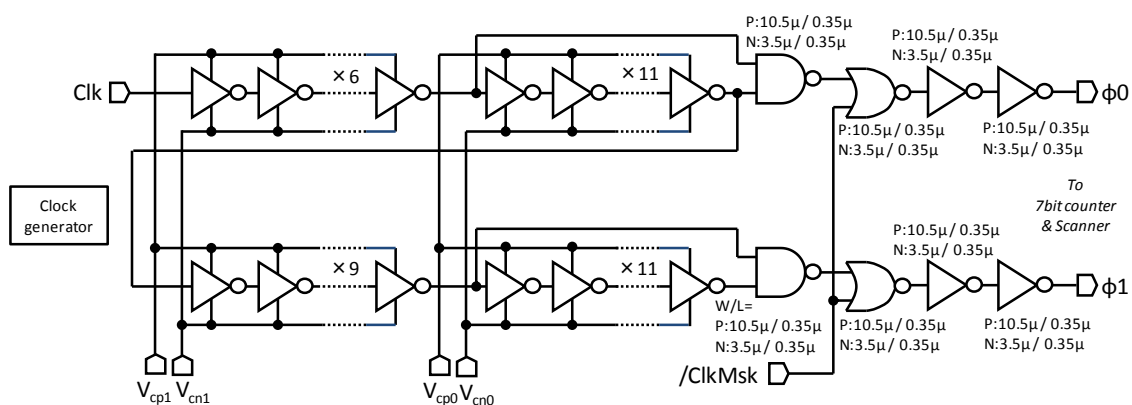 P:10.5μ/ 0.35μ
N:3.5μ/ 0.35μ
P:10.5μ/ 0.35μ
N:3.5μ/ 0.35μ
Clk
×6
×11
ϕ0
P:10.5μ/ 0.35μ
N:3.5μ/ 0.35μ
P:10.5μ/ 0.35μ
N:3.5μ/ 0.35μ
Clock
generator
To
7bit counter
& Scanner
P:10.5μ/ 0.35μ
N:3.5μ/ 0.35μ
×9
×11
ϕ1
W/L=
P:10.5μ/ 0.35μ
N:3.5μ/ 0.35μ
P:10.5μ/ 0.35μ
N:3.5μ/ 0.35μ
P:10.5μ/ 0.35μ
N:3.5μ/ 0.35μ
/ClkMsk
Vcp1
Vcn1
Vcp0
Vcn0